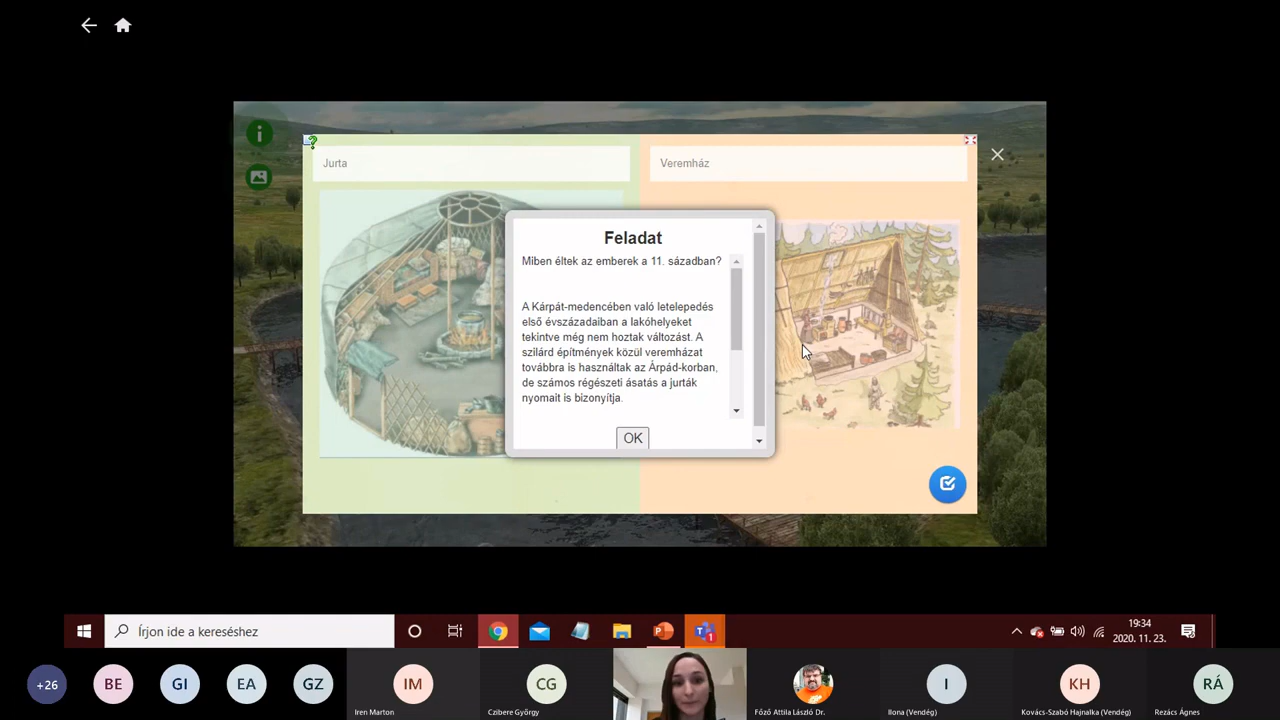 Jurta
Veremház
Feladat
Miben éltek az emberek a 11. században?
A Kárpát-medencében való letelepedés
első évszázadaiban a lakóhelyeket
tekintve még nem hoztak változást. A
szilárd építmények közül veremházat
továbbra is használtak az Árpád-korban,
de számos régészeti ásatás a jurták
nyomait is bizonyítja.
OK
Írjon ide a kereséshez
19:34
2020. 11. 23.
+26
BE
GI
EA
GZ
IM
CG
I
KH
RÁ
Iren Marton
Czibere György
Főző Attila László Dr.
Ilona (Vendég)
Kovács-Szabó Hajnalka (Vendég)
Rezács Ágnes